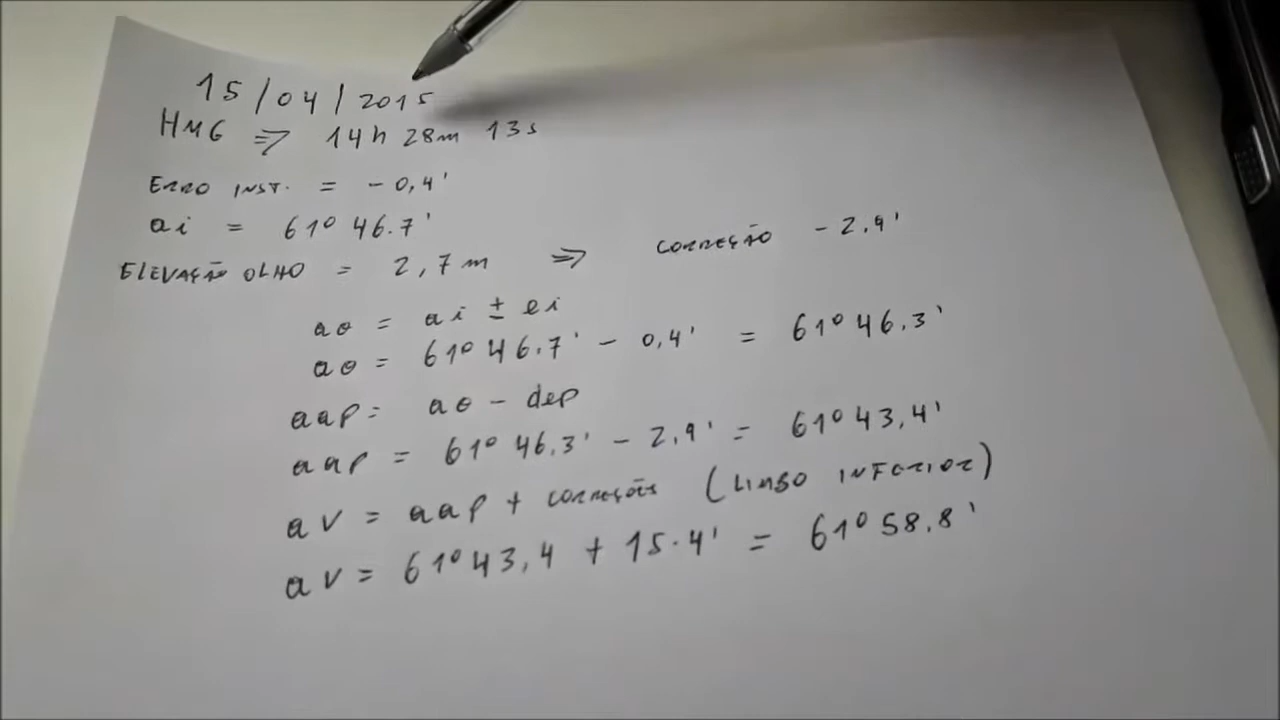 15/04/2015
HMG ⇒ 14h 28m 13s
ERRO INST. = - 0,4'
ai = 61° 46.7'
ELEVAÇÃO OLHO = 2,7m ⇒ CORREÇÃO - 2.9'
ao = ai ± ei
ao = 61° 46.7' - 0.4' = 61° 46.3'
aap = ao - dep
aap = 61° 46.3' - 2.9' = 61° 43,4'
av = aap + correções (LIMBO INFERIOR)
av = 61° 43,4 + 15.4' = 61° 58.8'